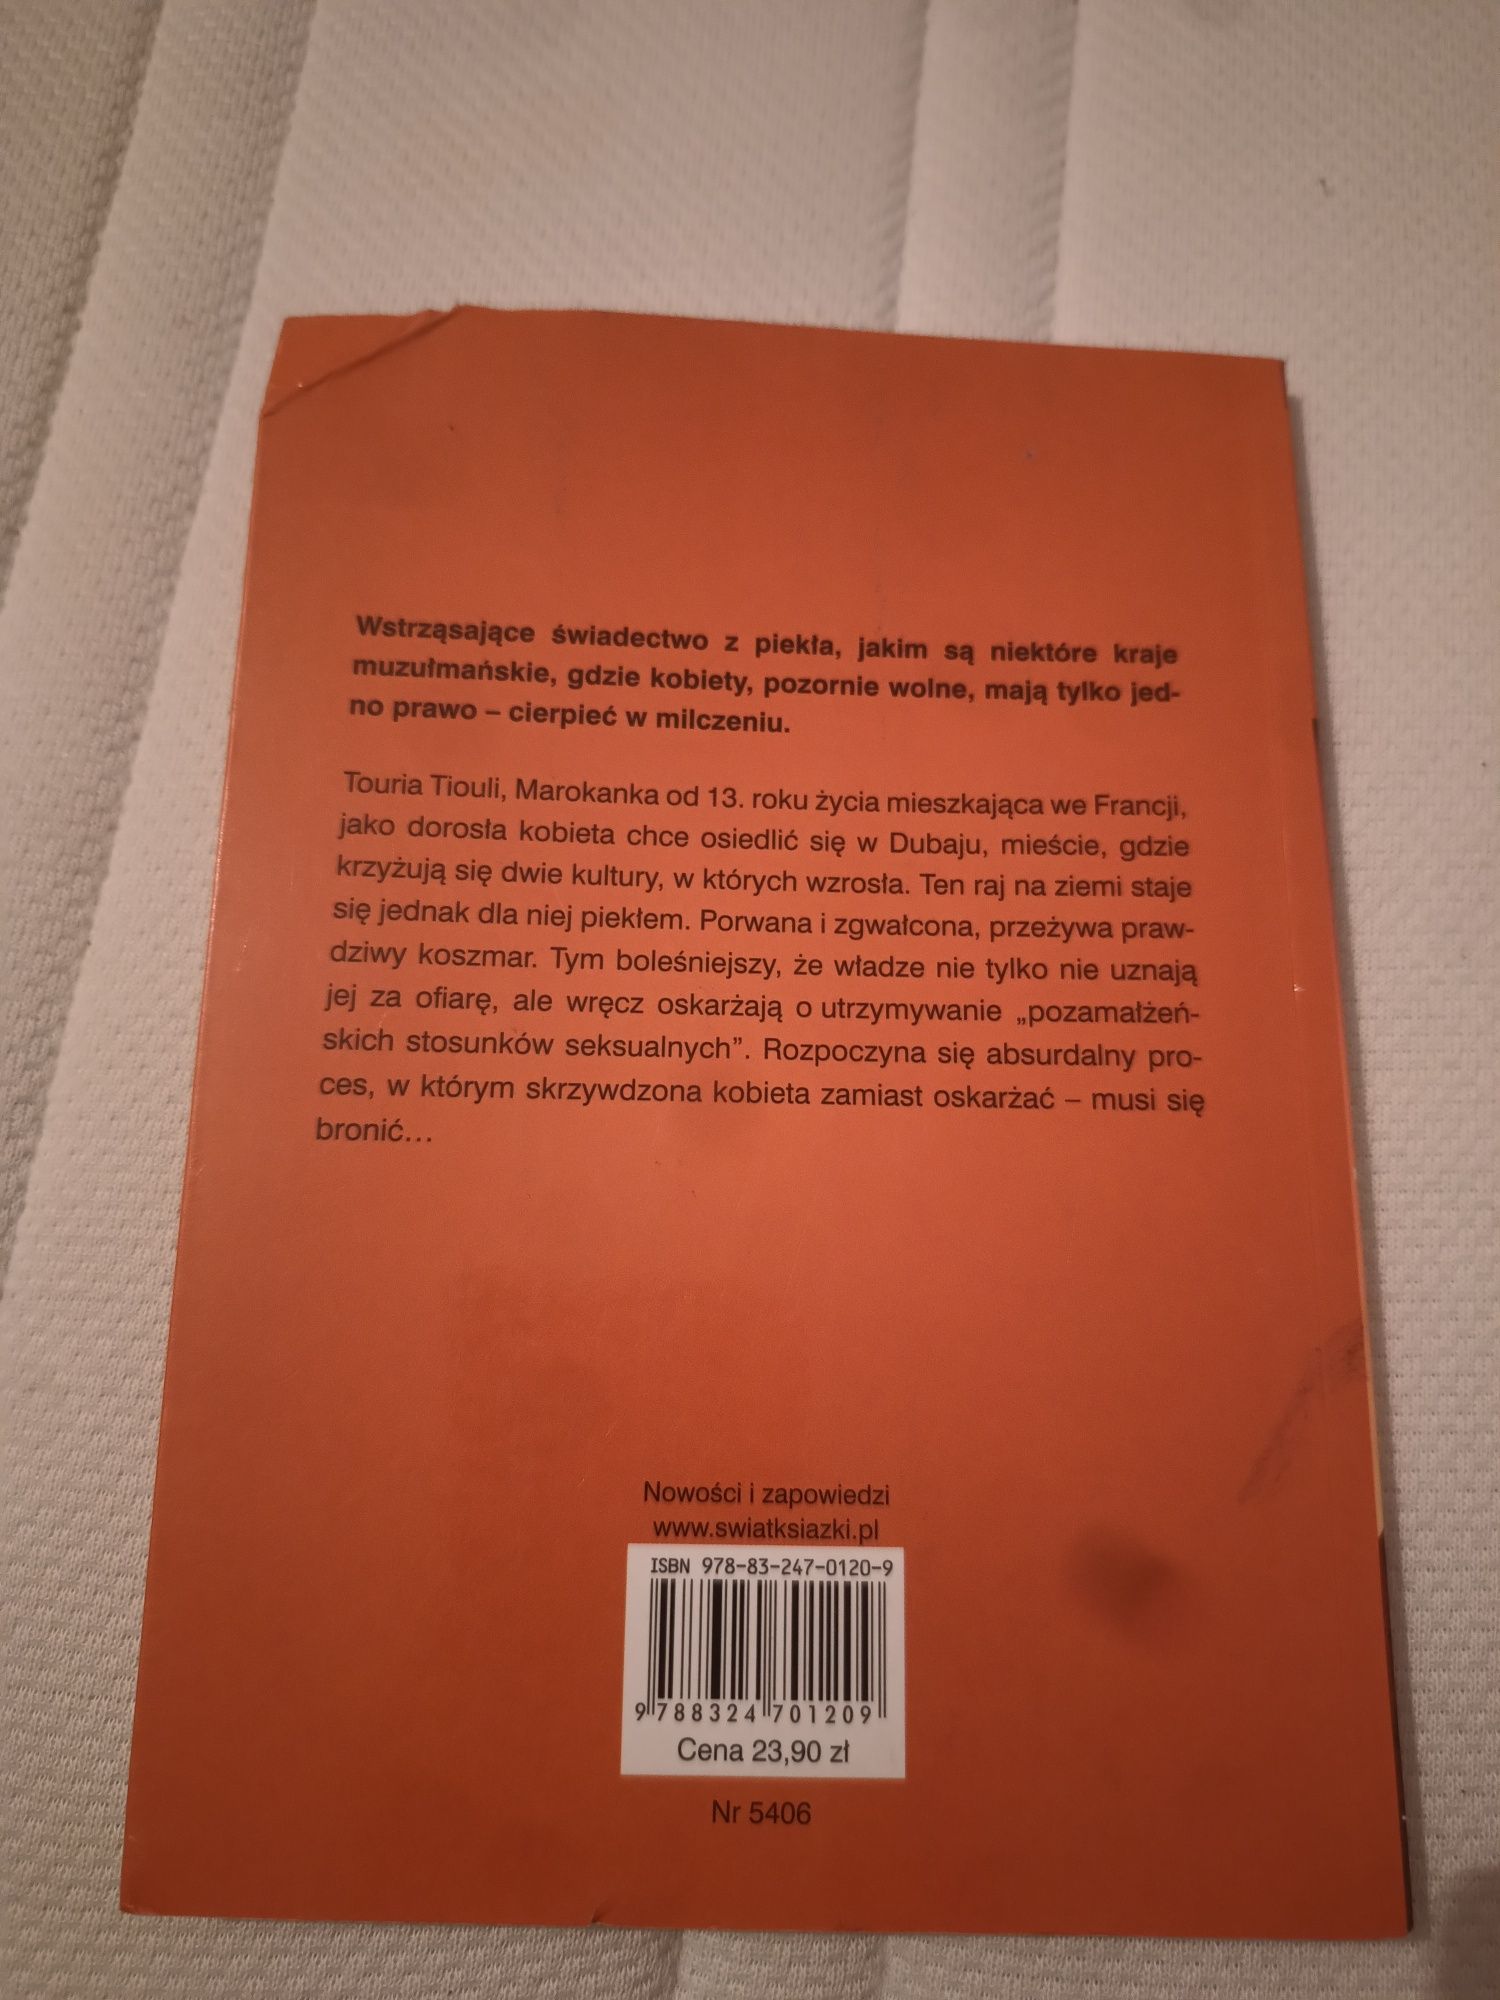 Wstrząsające świadectwo z piekła, jakim są niektóre kraje
muzułmańskie, gdzie kobiety, pozornie wolne, mają tylko jed-
no prawo – cierpieć w milczeniu.
Touria Tiouli, Marokanka od 13. roku życia mieszkająca we Francji,
jako dorosła kobieta chce osiedlić się w Dubaju, mieście, gdzie
krzyżują się dwie kultury, w których wzrosła. Ten raj na ziemi staje
się jednak dla niej piekłem. Porwana i zgwałcona, przeżywa praw-
dziwy koszmar. Tym boleśniejszy, że władze nie tylko nie uznają
jej za ofiarę, ale wręcz oskarżają o utrzymywanie „pozamałżeń-
skich stosunków seksualnych”. Rozpoczyna się absurdalny pro-
ces, w którym skrzywdzona kobieta zamiast oskarżać – musi się
bronić…
Nowości i zapowiedzi
www.swiatksiazki.pl
ISBN 978-83-247-0120-9
9 788324 701209
Cena 23,90 zł
Nr 5406